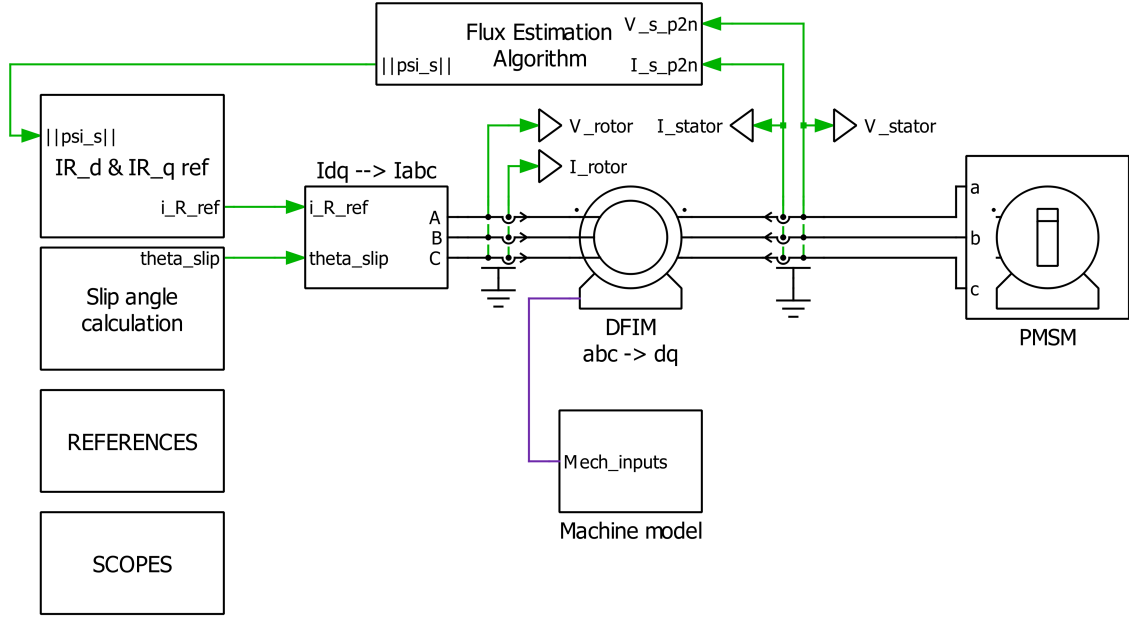 Flux Estimation
Algorithm
V_s_p2n
||psi_s||
I_s_p2n
||psi_s||
IR_d & IR_q ref
i_R_ref
V_rotor
I_stator
V_stator
I_rotor
Idq --> Iabc
i_R_ref
theta_slip
A
B
C
a
b
c
theta_slip
Slip angle
calculation
DFIM
abc -> dq
PMSM
REFERENCES
Mech_inputs
Machine model
SCOPES